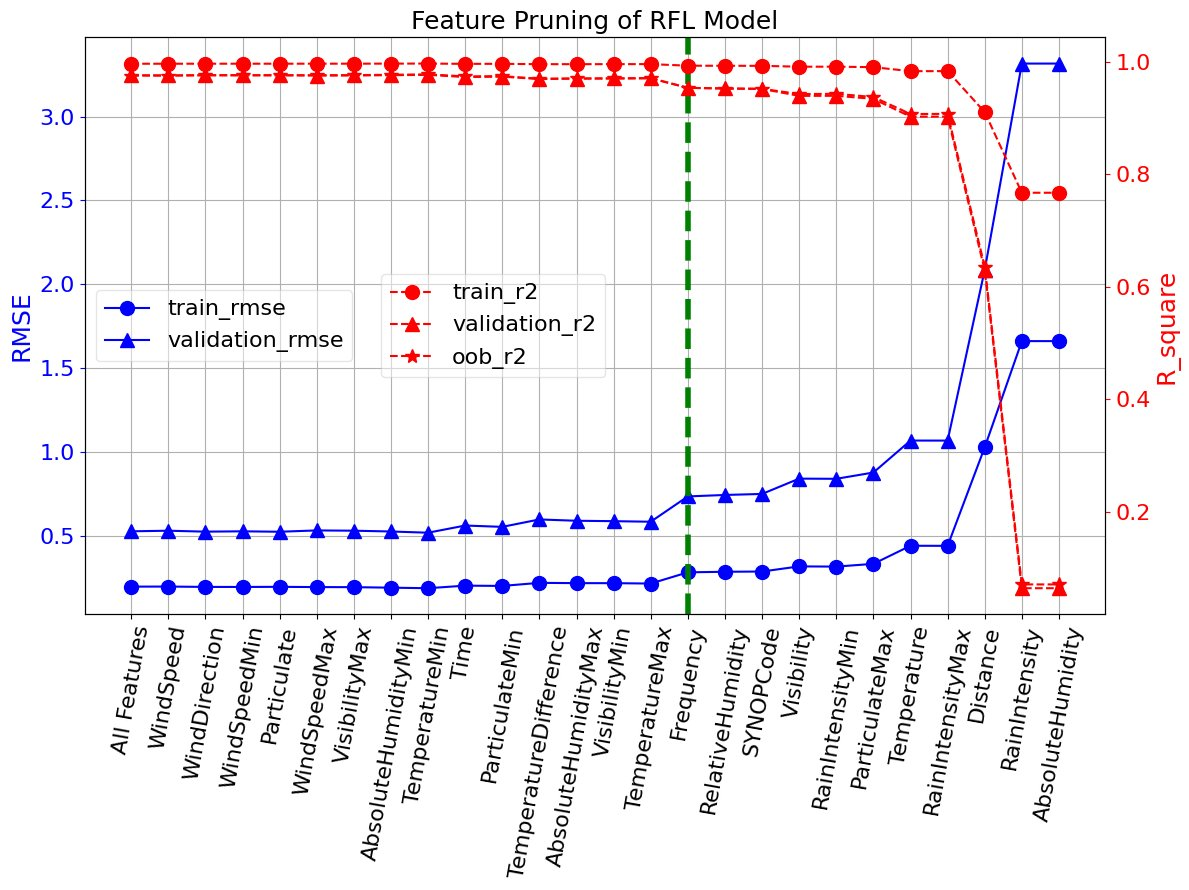 Feature Pruning of RFL Model
RMSE
3.0
2.5
2.0
1.5
1.0
0.5
train_rmse
validation_rmse
train_r2
validation_r2
oob_r2
1.0
0.8
0.6
0.4
0.2
R_square
All Features
WindSpeed
WindDirection
WindSpeedMin
Particulate
WindSpeedMax
VisibilityMax
AbsoluteHumidityMin
TemperatureMin
Time
ParticulateMin
TemperatureDifference
AbsoluteHumidityMax
VisibilityMin
TemperatureMax
Frequency
RelativeHumidity
SYNOPCode
Visibility
RainIntensityMin
ParticulateMax
Temperature
RainIntensityMax
Distance
RainIntensity
AbsoluteHumidity